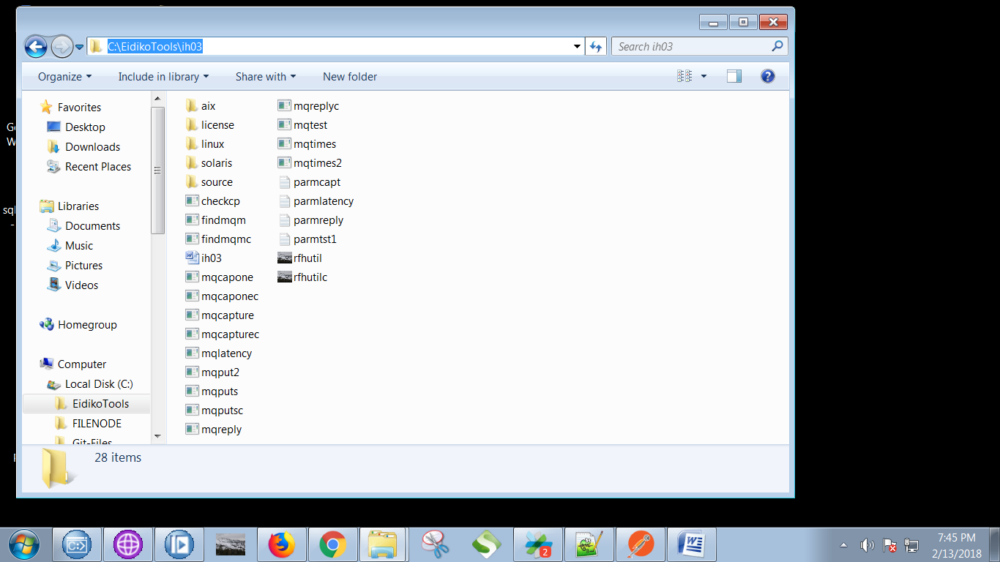 C:\EidikoTools\ih03
Search ih03
Organize Include in library Share with New folder
Favorites
Desktop
Downloads
Recent Places
Libraries
Documents
Music
Pictures
Videos
Homegroup
Computer
Local Disk (C:)
EidikoTools
FILENODE
Git-Files
aix
license
linux
solaris
source
checkcp
findmqm
findmqmc
ih03
mqcapone
mqcaponec
mqcapture
mqcapturec
mqlatency
mqput2
mqputs
mqputsc
mqreply
mqreplyc
mqtest
mqtimes
mqtimes2
parmcapt
parmlatency
parmreply
parmtst1
rfhutil
rfhutilc
28 items
Go
W
sql
-
2
7:45 PM
2/13/2018